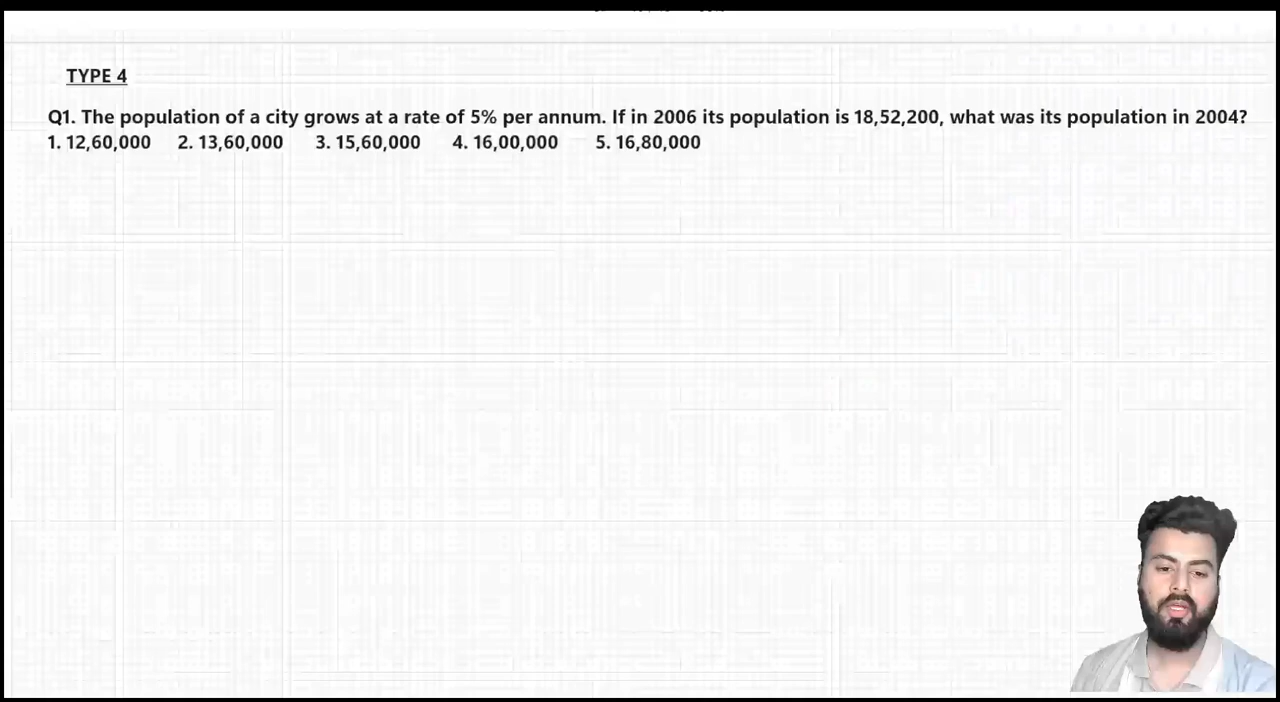 TYPE 4
Q1. The population of a city grows at a rate of 5% per annum. If in 2006 its population is 18,52,200, what was its population in 2004?
1. 12,60,000 2. 13,60,000 3. 15,60,000 4. 16,00,000 5. 16,80,000